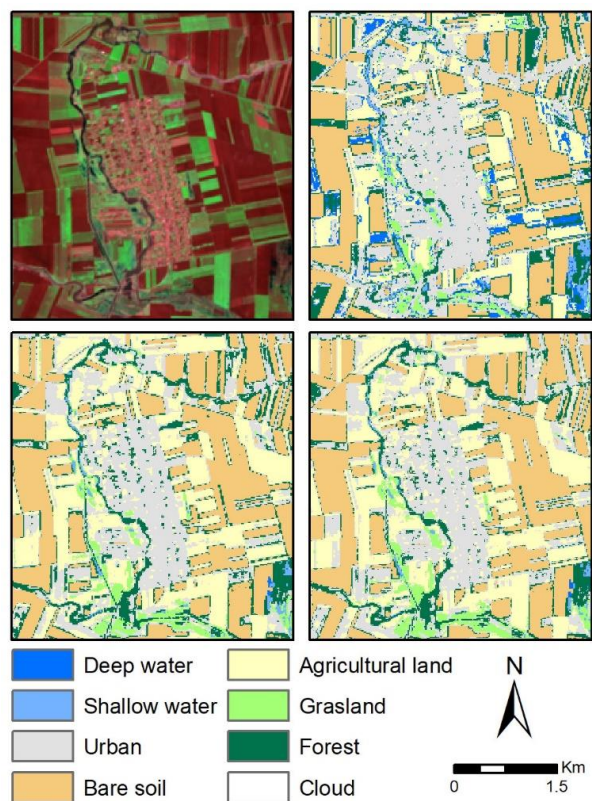 Deep water
Agricultural land
Shallow water
Grasland
Urban
Forest
Bare soil
Cloud
N
Km
0
1.5